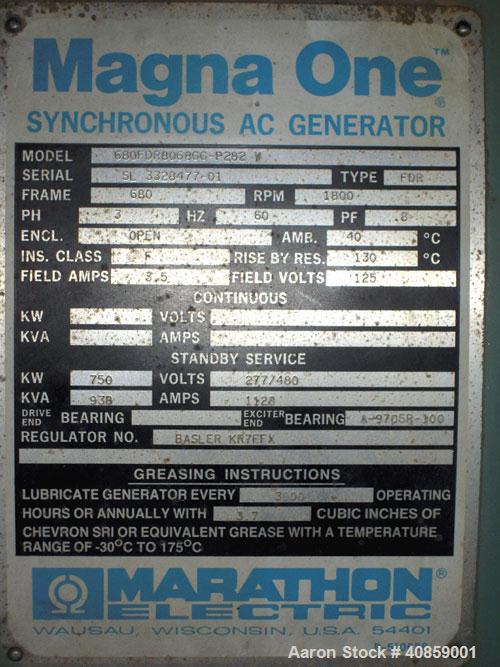 Magna One™
®
SYNCHRONOUS AC GENERATOR
MODEL 680FDR8068GG-P282 W
SERIAL SL 3328477-01 TYPE FDR
FRAME 680 RPM 1800
PH 3 HZ 60 PF .8
ENCL. OPEN AMB. 40 °C
INS. CLASS F RISE BY RES. 130 °C
FIELD AMPS 3.5 FIELD VOLTS 125
CONTINUOUS
KW VOLTS
KVA AMPS
STANDBY SERVICE
KW 750 VOLTS 277/480
KVA 938 AMPS 1128
DRIVE END BEARING EXCITER END BEARING A-9705R-100
REGULATOR NO. BASLER KR7FFX
GREASING INSTRUCTIONS
LUBRICATE GENERATOR EVERY OPERATING
HOURS OR ANNUALLY WITH 3.7 CUBIC INCHES OF
CHEVRON SRI OR EQUIVALENT GREASE WITH A TEMPERATURE
RANGE OF -30°C TO 175°C
MARATHON®
ELECTRIC
WAUSAU, WISCONSIN, U.S.A. 54401
Aaron Stock # 40859001